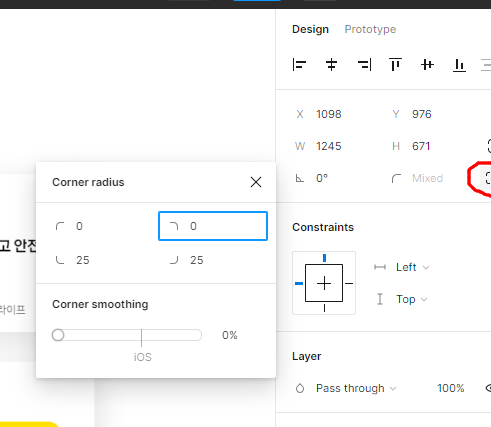 Design Prototype
X 1098 Y 976
W 1245 H 671
0° Mixed
Corner radius
0 0
25 25
Corner smoothing
0%
iOS
Constraints
Left
Top
Layer
Pass through 100%
고 안전
라이프